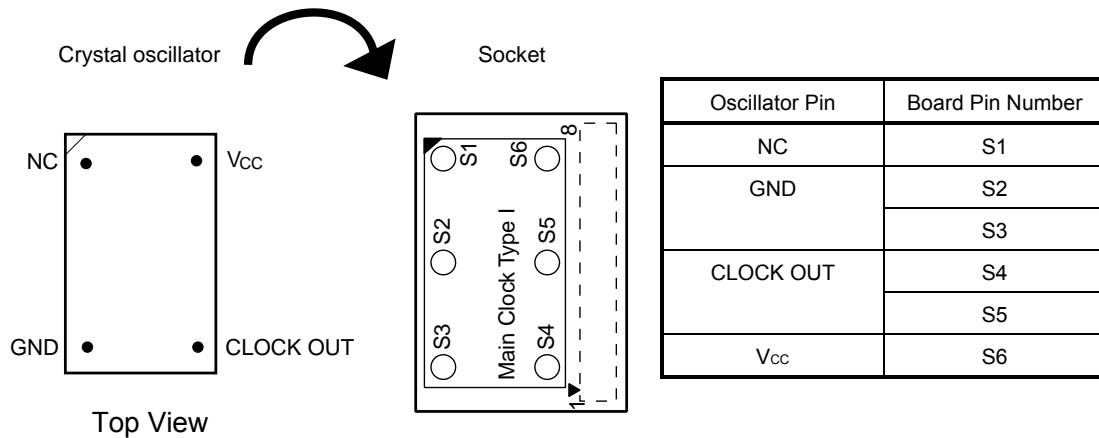 Crystal oscillator
Socket
NC
VCC
GND
CLOCK OUT
Top View
S1
S6
8
S2
S5
Main Clock Type I
S3
S4
1
Oscillator Pin Board Pin Number
NC S1
GND S2
S3
CLOCK OUT S4
S5
VCC S6